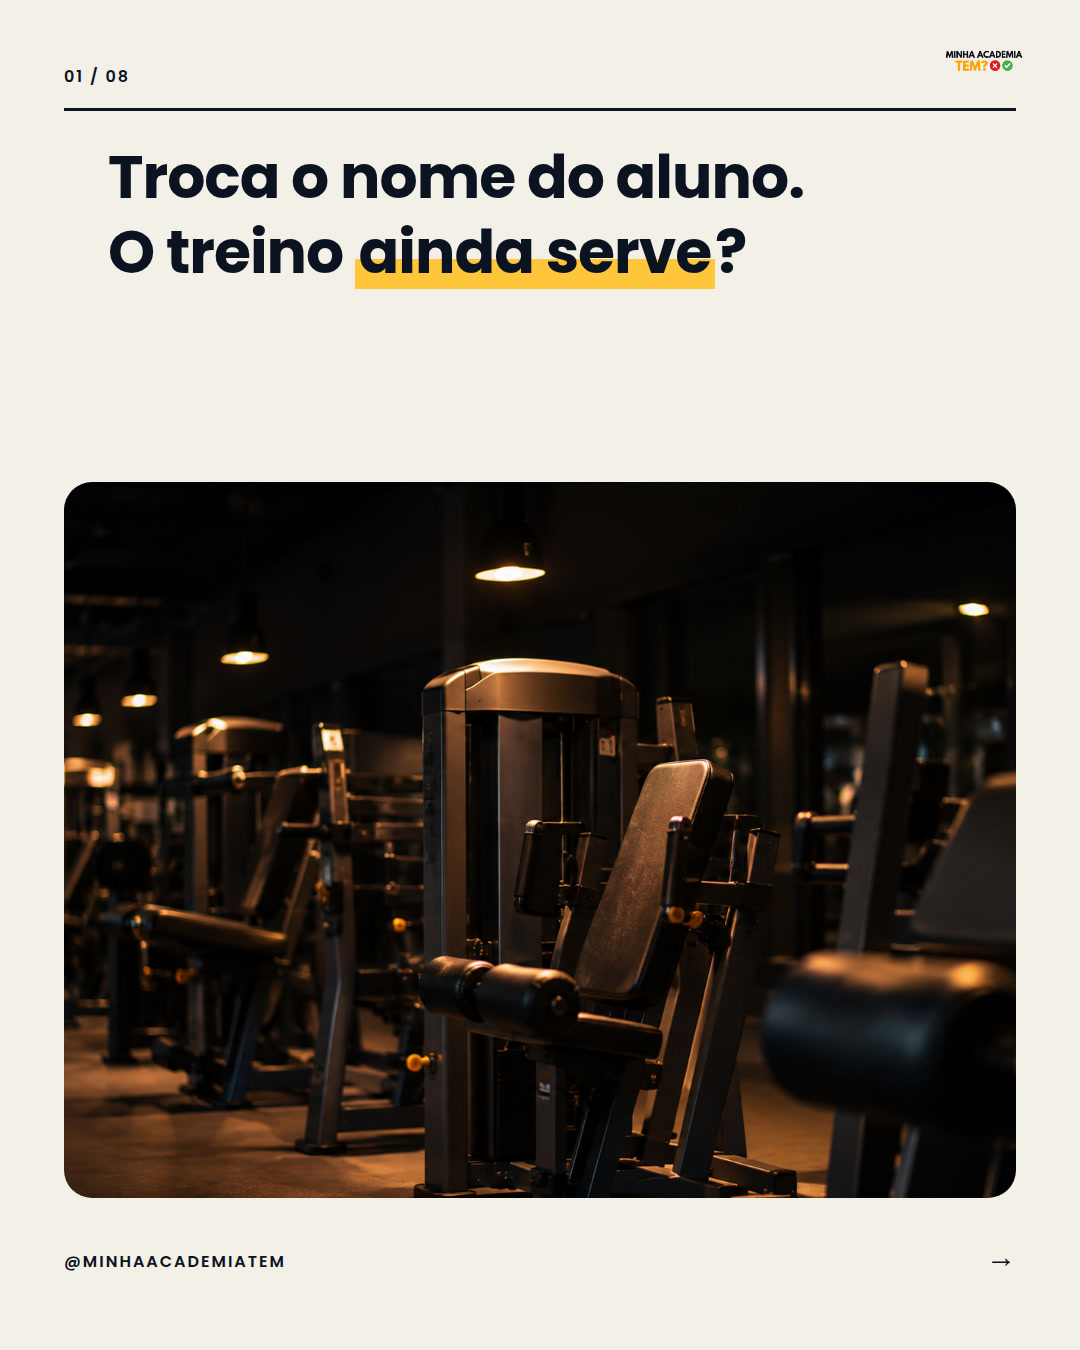 01 / 08
MINHA ACADEMIA
TEM?
Troca o nome do aluno.
O treino ainda serve?
@MINHAACADEMIATEM
→